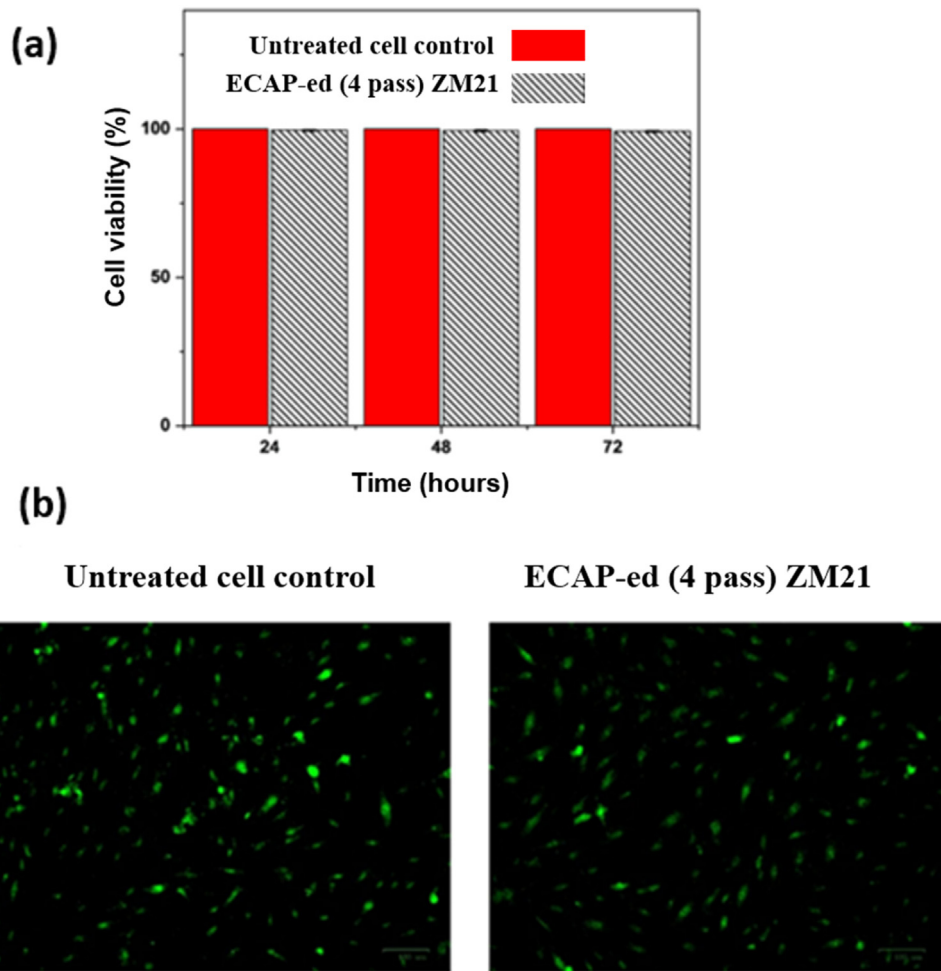 (a)
Untreated cell control
ECAP-ed (4 pass) ZM21
Cell viability (%)
100
50
0
24
48
72
Time (hours)
(b)
Untreated cell control
ECAP-ed (4 pass) ZM21